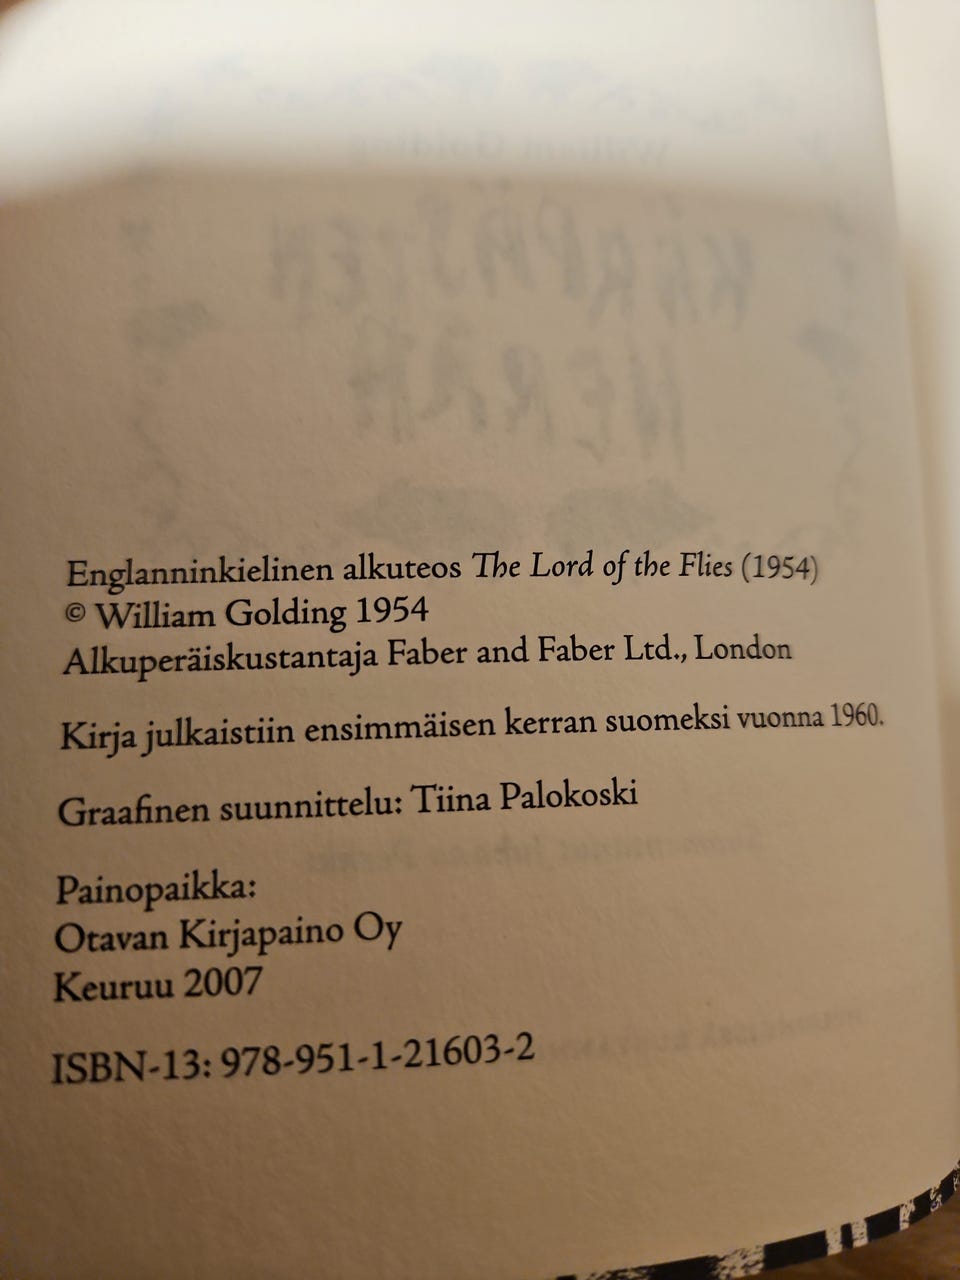 Englanninkielinen alkuteos The Lord of the Flies (1954)
© William Golding 1954
Alkuperäiskustantaja Faber and Faber Ltd., London
Kirja julkaistiin ensimmäisen kerran suomeksi vuonna 1960.
Graafinen suunnittelu: Tiina Palokoski
Painopaikka:
Otavan Kirjapaino Oy
Keuruu 2007
ISBN-13: 978-951-1-21603-2